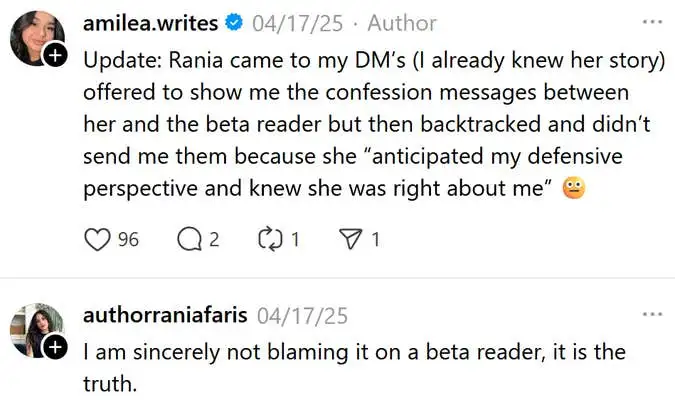 amilea.writes 04/17/25 · Author
Update: Rania came to my DM's (I already knew her story)
offered to show me the confession messages between
her and the beta reader but then backtracked and didn't
send me them because she “anticipated my defensive
perspective and knew she was right about me” 😐
96 2 1 1
authorraniafaris 04/17/25
I am sincerely not blaming it on a beta reader, it is the
truth.